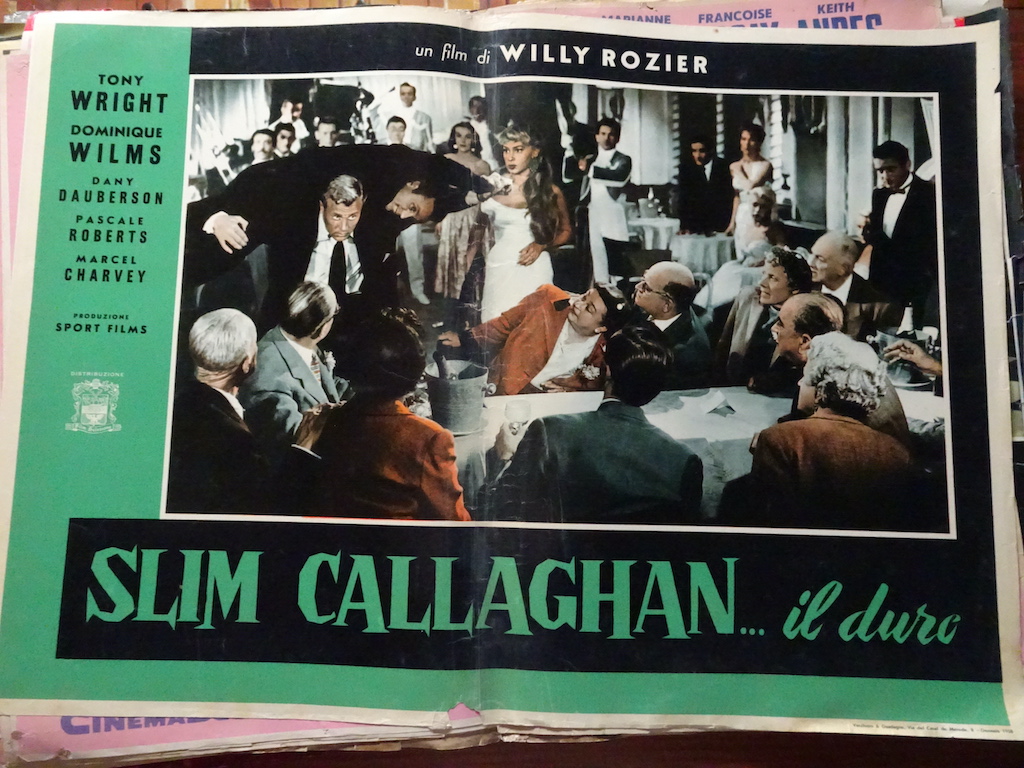 MARIANNE FRANCOISE KEITH
ANDES
un film di WILLY ROZIER
TONY
WRIGHT
DOMINIQUE
WILMS
DANY
DAUBERSON
PASCALE
ROBERTS
MARCEL
CHARVEY
PRODUZIONE
SPORT FILMS
DISTRIBUZIONE
SLIM CALLAGHAN... il duro